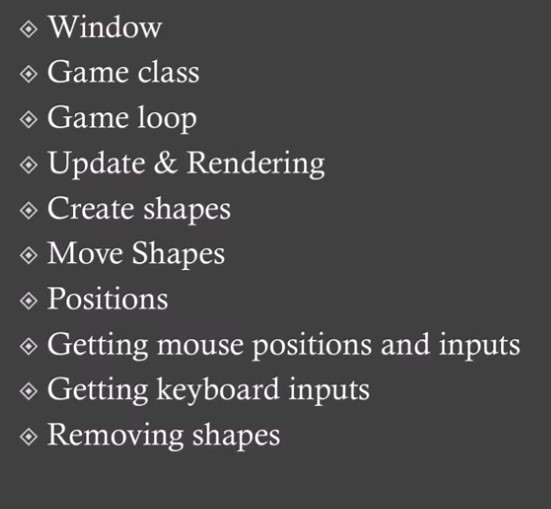 Window
Game class
Game loop
Update & Rendering
Create shapes
Move Shapes
Positions
Getting mouse positions and inputs
Getting keyboard inputs
Removing shapes